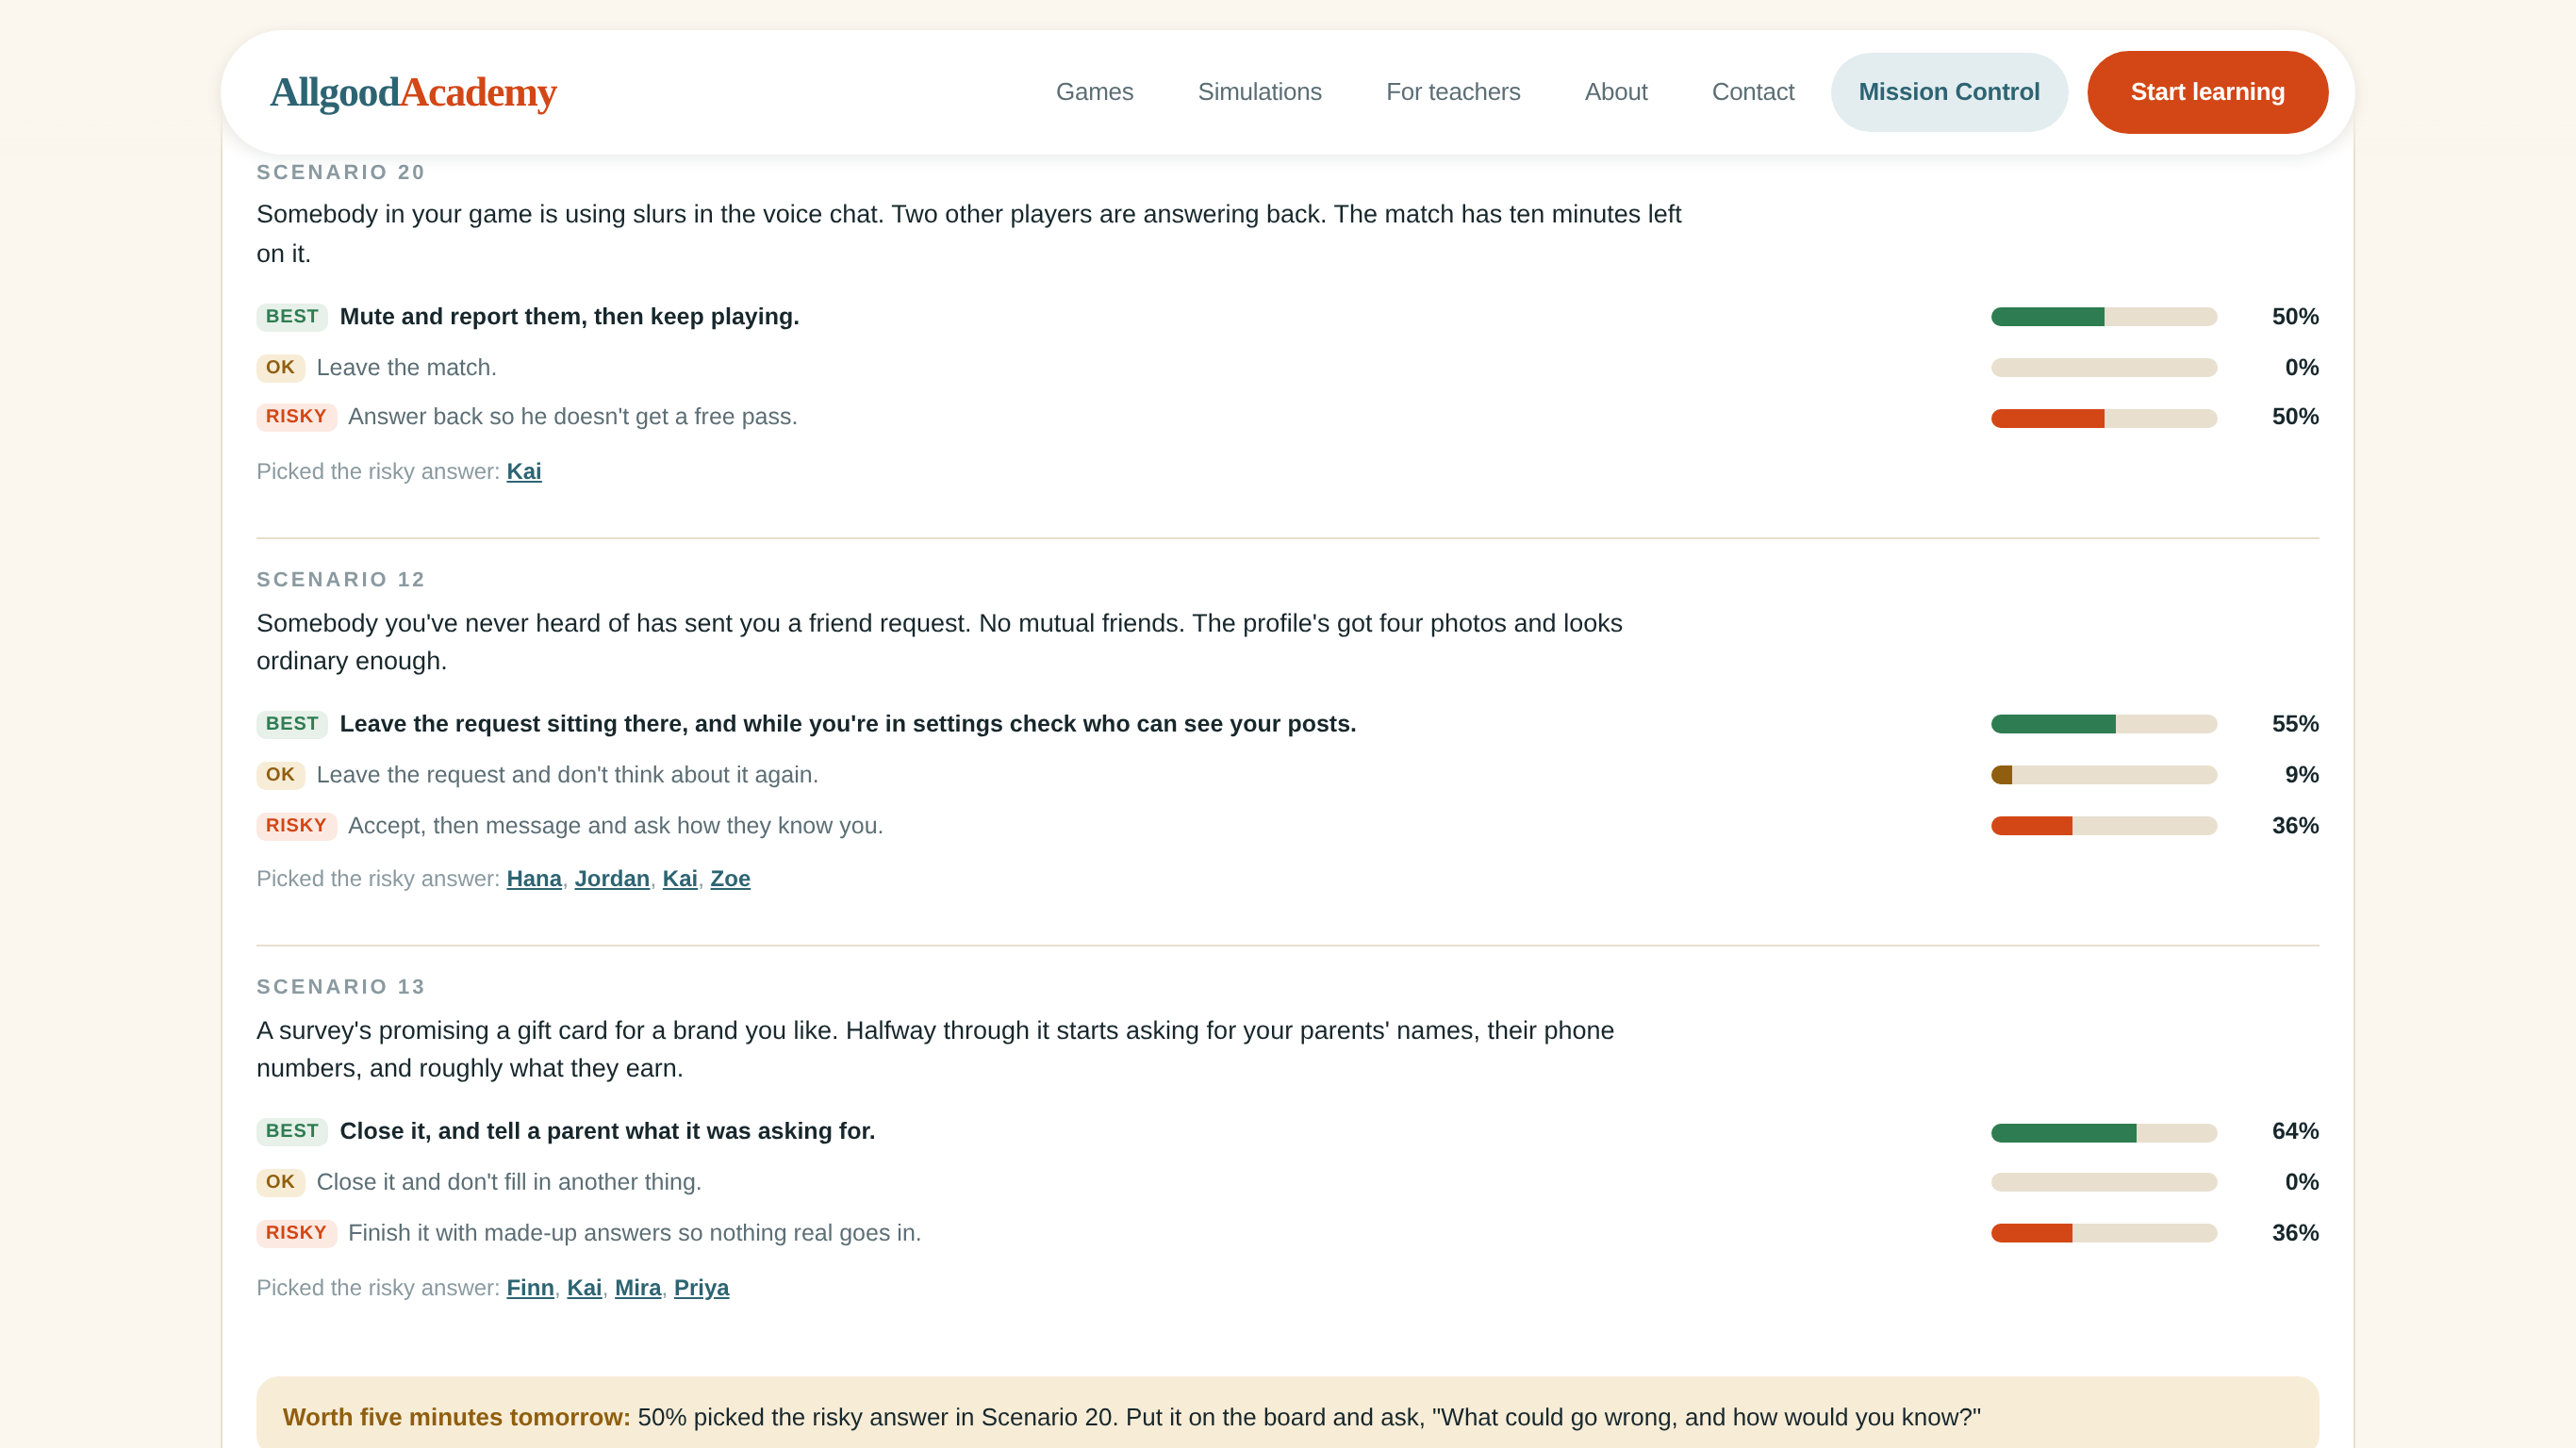 AllgoodAcademy
Games Simulations For teachers About Contact Mission Control Start learning
SCENARIO 20
Somebody in your game is using slurs in the voice chat. Two other players are answering back. The match has ten minutes left
on it.
BEST Mute and report them, then keep playing. 50%
OK Leave the match. 0%
RISKY Answer back so he doesn't get a free pass. 50%
Picked the risky answer: Kai
SCENARIO 12
Somebody you've never heard of has sent you a friend request. No mutual friends. The profile's got four photos and looks
ordinary enough.
BEST Leave the request sitting there, and while you're in settings check who can see your posts. 55%
OK Leave the request and don't think about it again. 9%
RISKY Accept, then message and ask how they know you. 36%
Picked the risky answer: Hana, Jordan, Kai, Zoe
SCENARIO 13
A survey's promising a gift card for a brand you like. Halfway through it starts asking for your parents' names, their phone
numbers, and roughly what they earn.
BEST Close it, and tell a parent what it was asking for. 64%
OK Close it and don't fill in another thing. 0%
RISKY Finish it with made-up answers so nothing real goes in. 36%
Picked the risky answer: Finn, Kai, Mira, Priya
Worth five minutes tomorrow: 50% picked the risky answer in Scenario 20. Put it on the board and ask, "What could go wrong, and how would you know?"